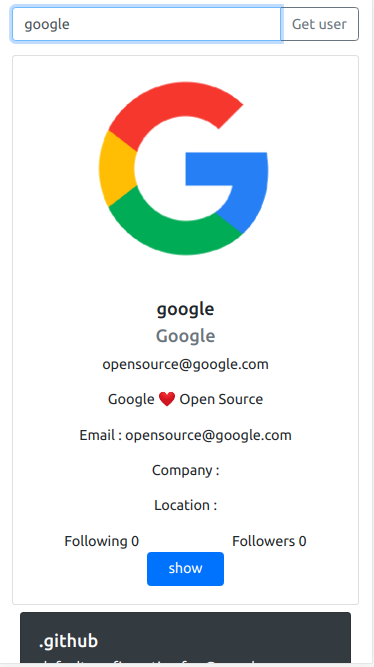 google Get user
google
Google
opensource@google.com
Google ❤️ Open Source
Email : opensource@google.com
Company :
Location :
Following 0 Followers 0
show
.github